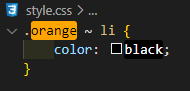 style.css > ...
.orange ~ li {
color: black;
}